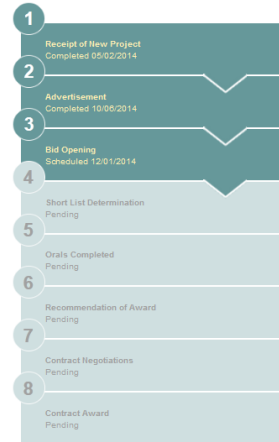 1
Receipt of New Project
Completed 05/02/2014
2
Advertisement
Completed 10/06/2014
3
Bid Opening
Scheduled 12/01/2014
4
Short List Determination
Pending
5
Orals Completed
Pending
6
Recommendation of Award
Pending
7
Contract Negotiations
Pending
8
Contract Award
Pending